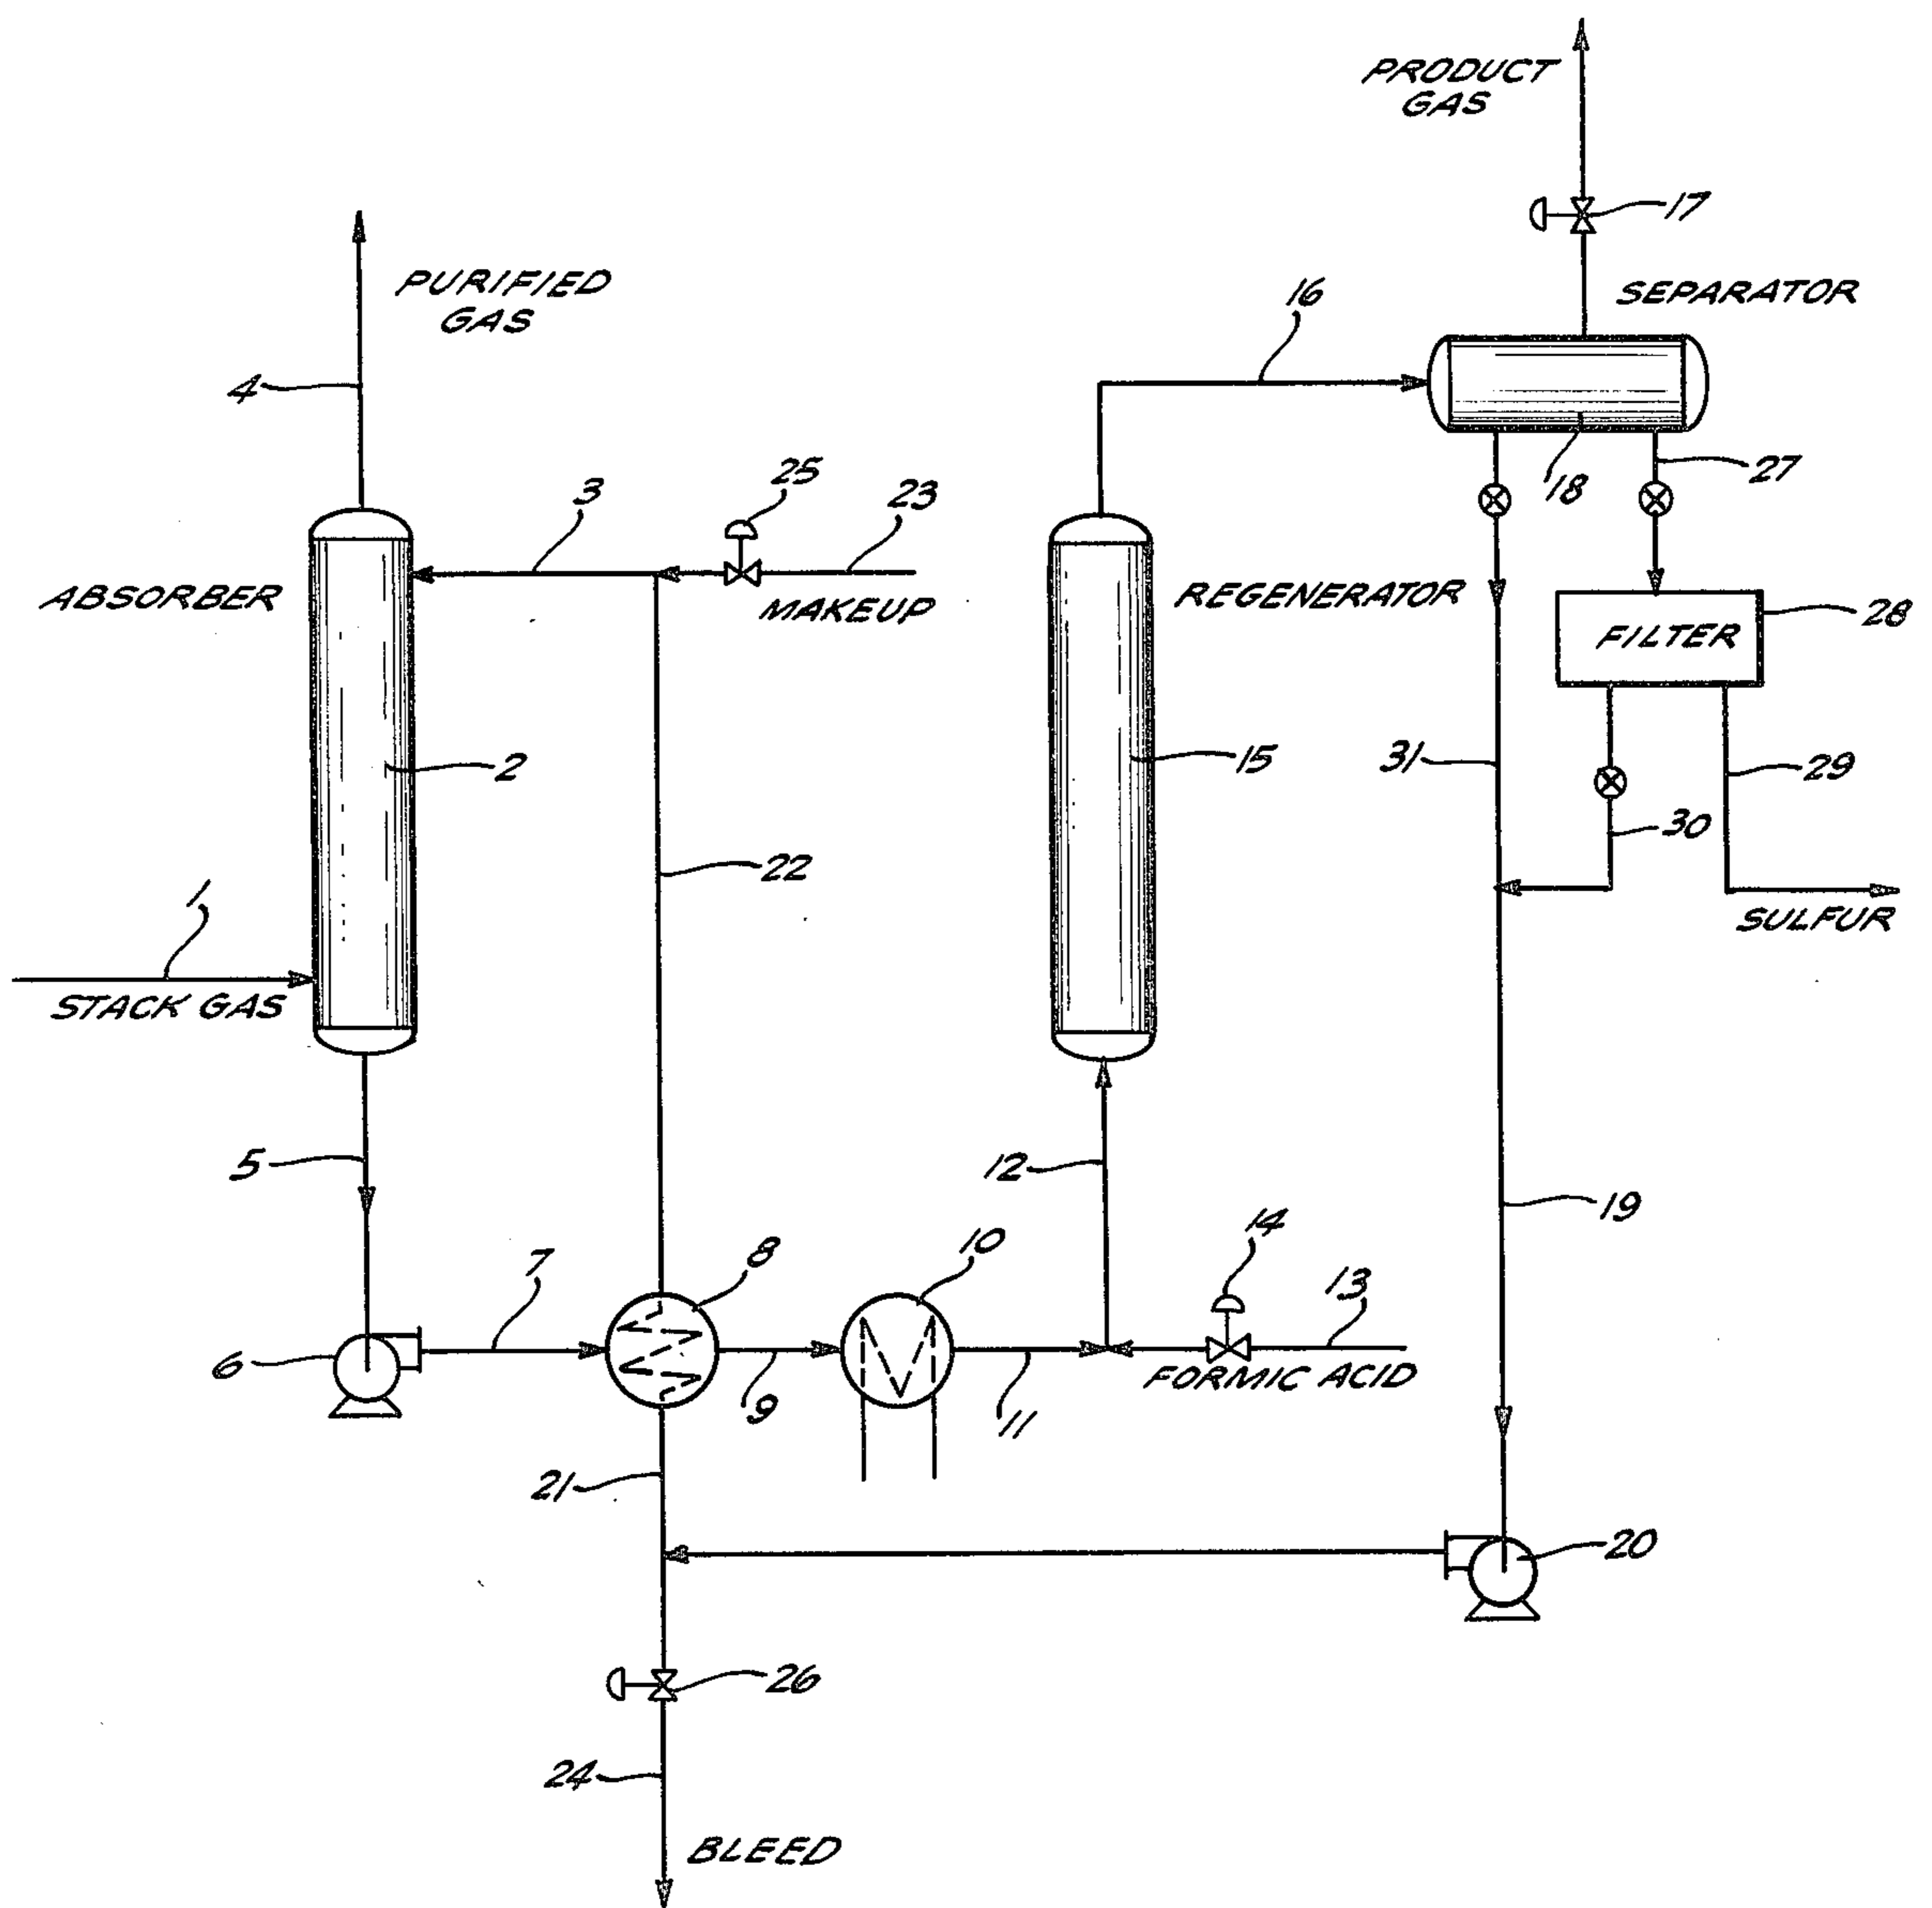 PRODUCT
GAS
17
PURIFIED
GAS
16
SEPARATOR
4
25
3
23
27
18
ABSORBER
MAKEUP
REGENERATOR
FILTER
28
2
15
31
29
30
22
1
SULFUR
STACK GAS
5
12
19
14
7
8
10
13
6
FORMIC ACID
9
11
21
20
26
24
BLEED